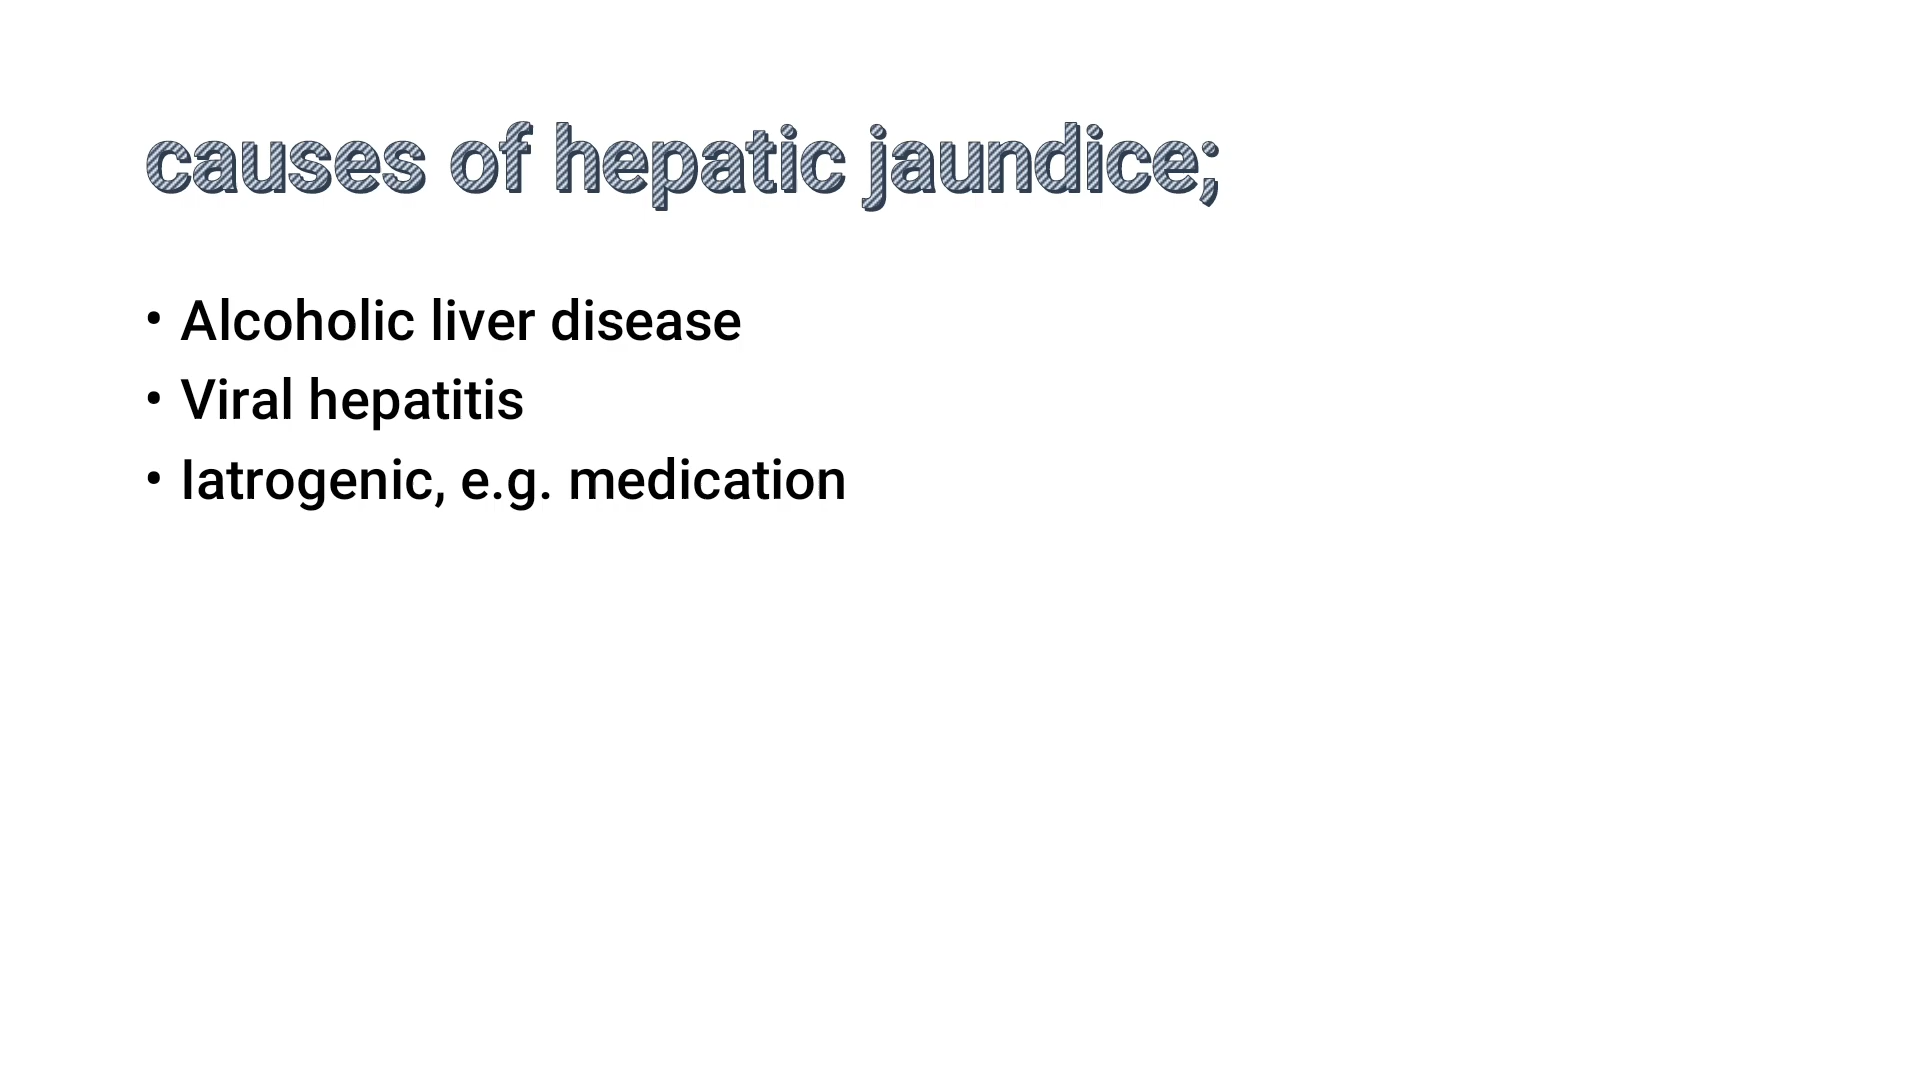 causes of hepatic jaundice;
• Alcoholic liver disease
• Viral hepatitis
• Iatrogenic, e.g. medication